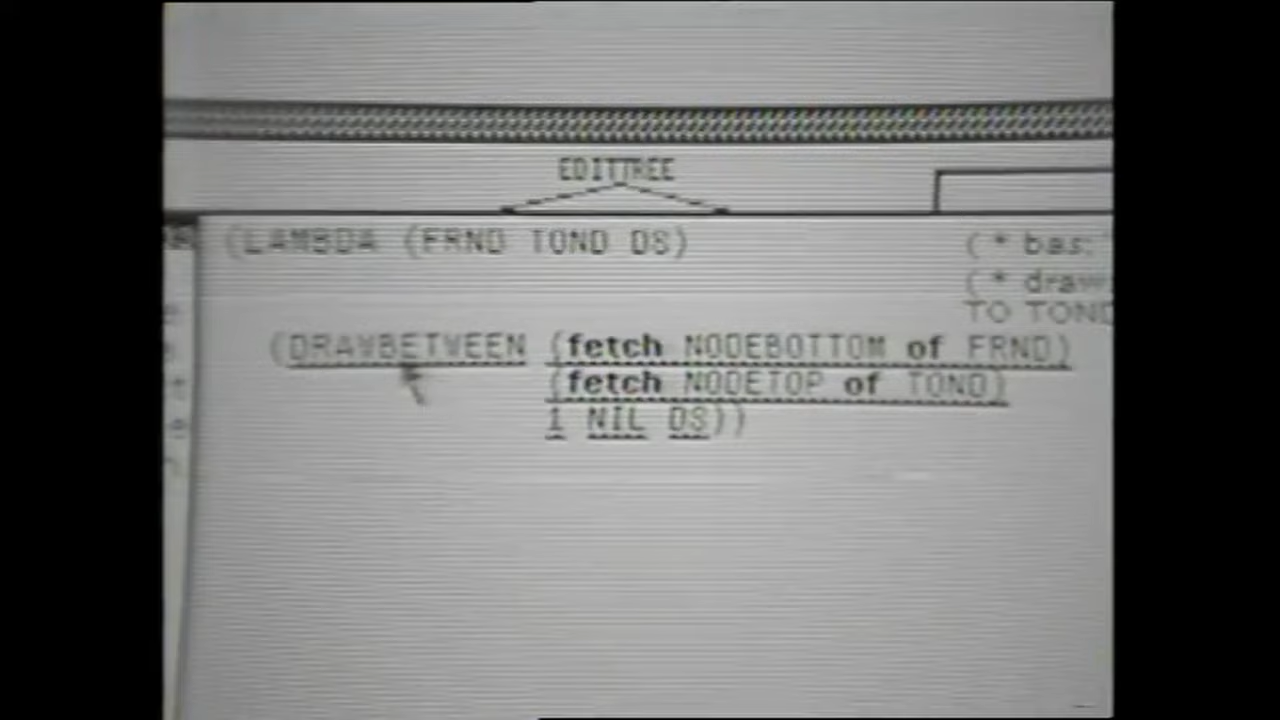 EDITTREE
(LAMBDA (FRND TOND DS)
(* bas
(* draw
TO TOND
(DRAWBETWEEN (fetch NODEBOTTOM of FRND)
(fetch NODETOP of TOND)
1 NIL DS))